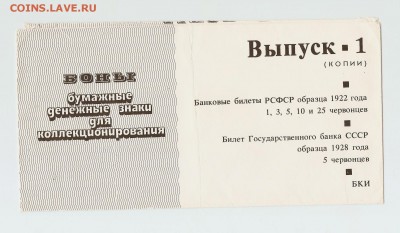 COINS.LAVE.RU
БОНЫ
бумажные
денежные знаки
для
коллекционирования
Выпуск ▪ 1
(КОПИИ)
Банковые билеты РСФСР образца 1922 года
1, 3, 5, 10 и 25 червонцев
Билет Государственного банка СССР
образца 1928 года
5 червонцев
БКИ